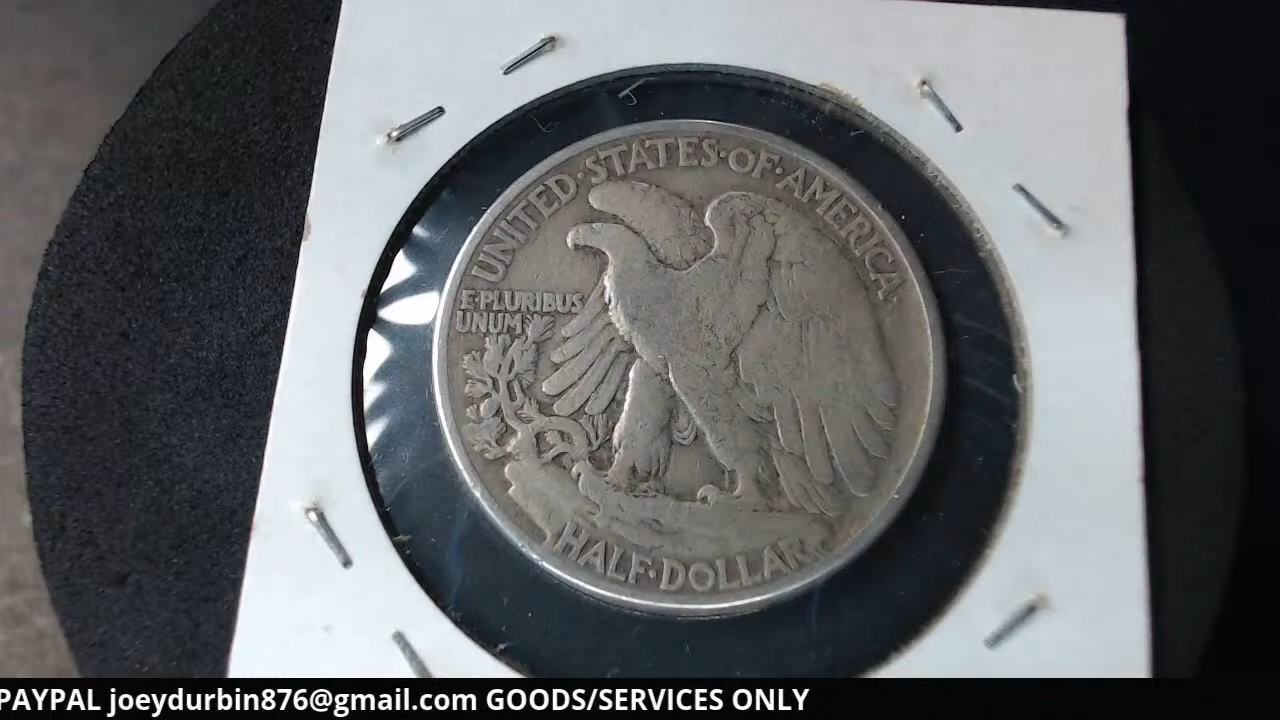 UNITED·STATES·OF·AMERICA
E·PLURIBUS
UNUM
HALF·DOLLAR
PAYPAL joeydurbin876@gmail.com GOODS/SERVICES ONLY